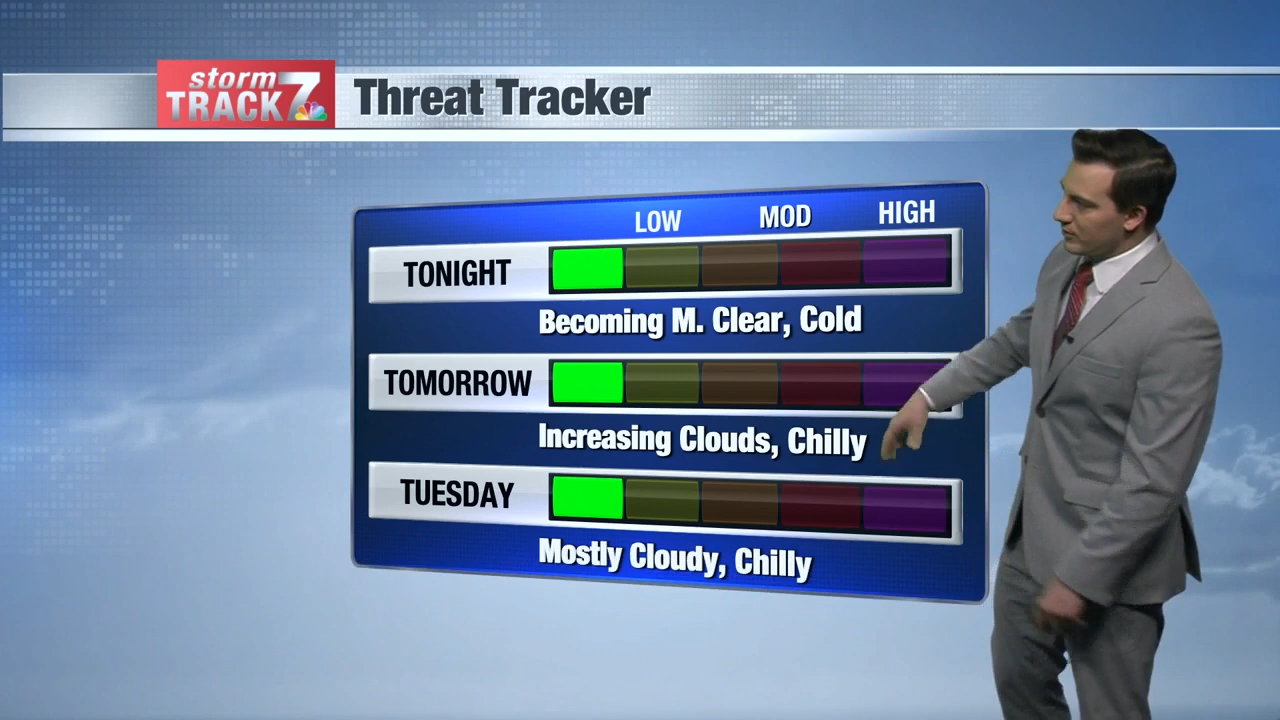 storm
TRACK 7
Threat Tracker
LOW MOD HIGH
TONIGHT
Becoming M. Clear, Cold
TOMORROW
Increasing Clouds, Chilly
TUESDAY
Mostly Cloudy, Chilly